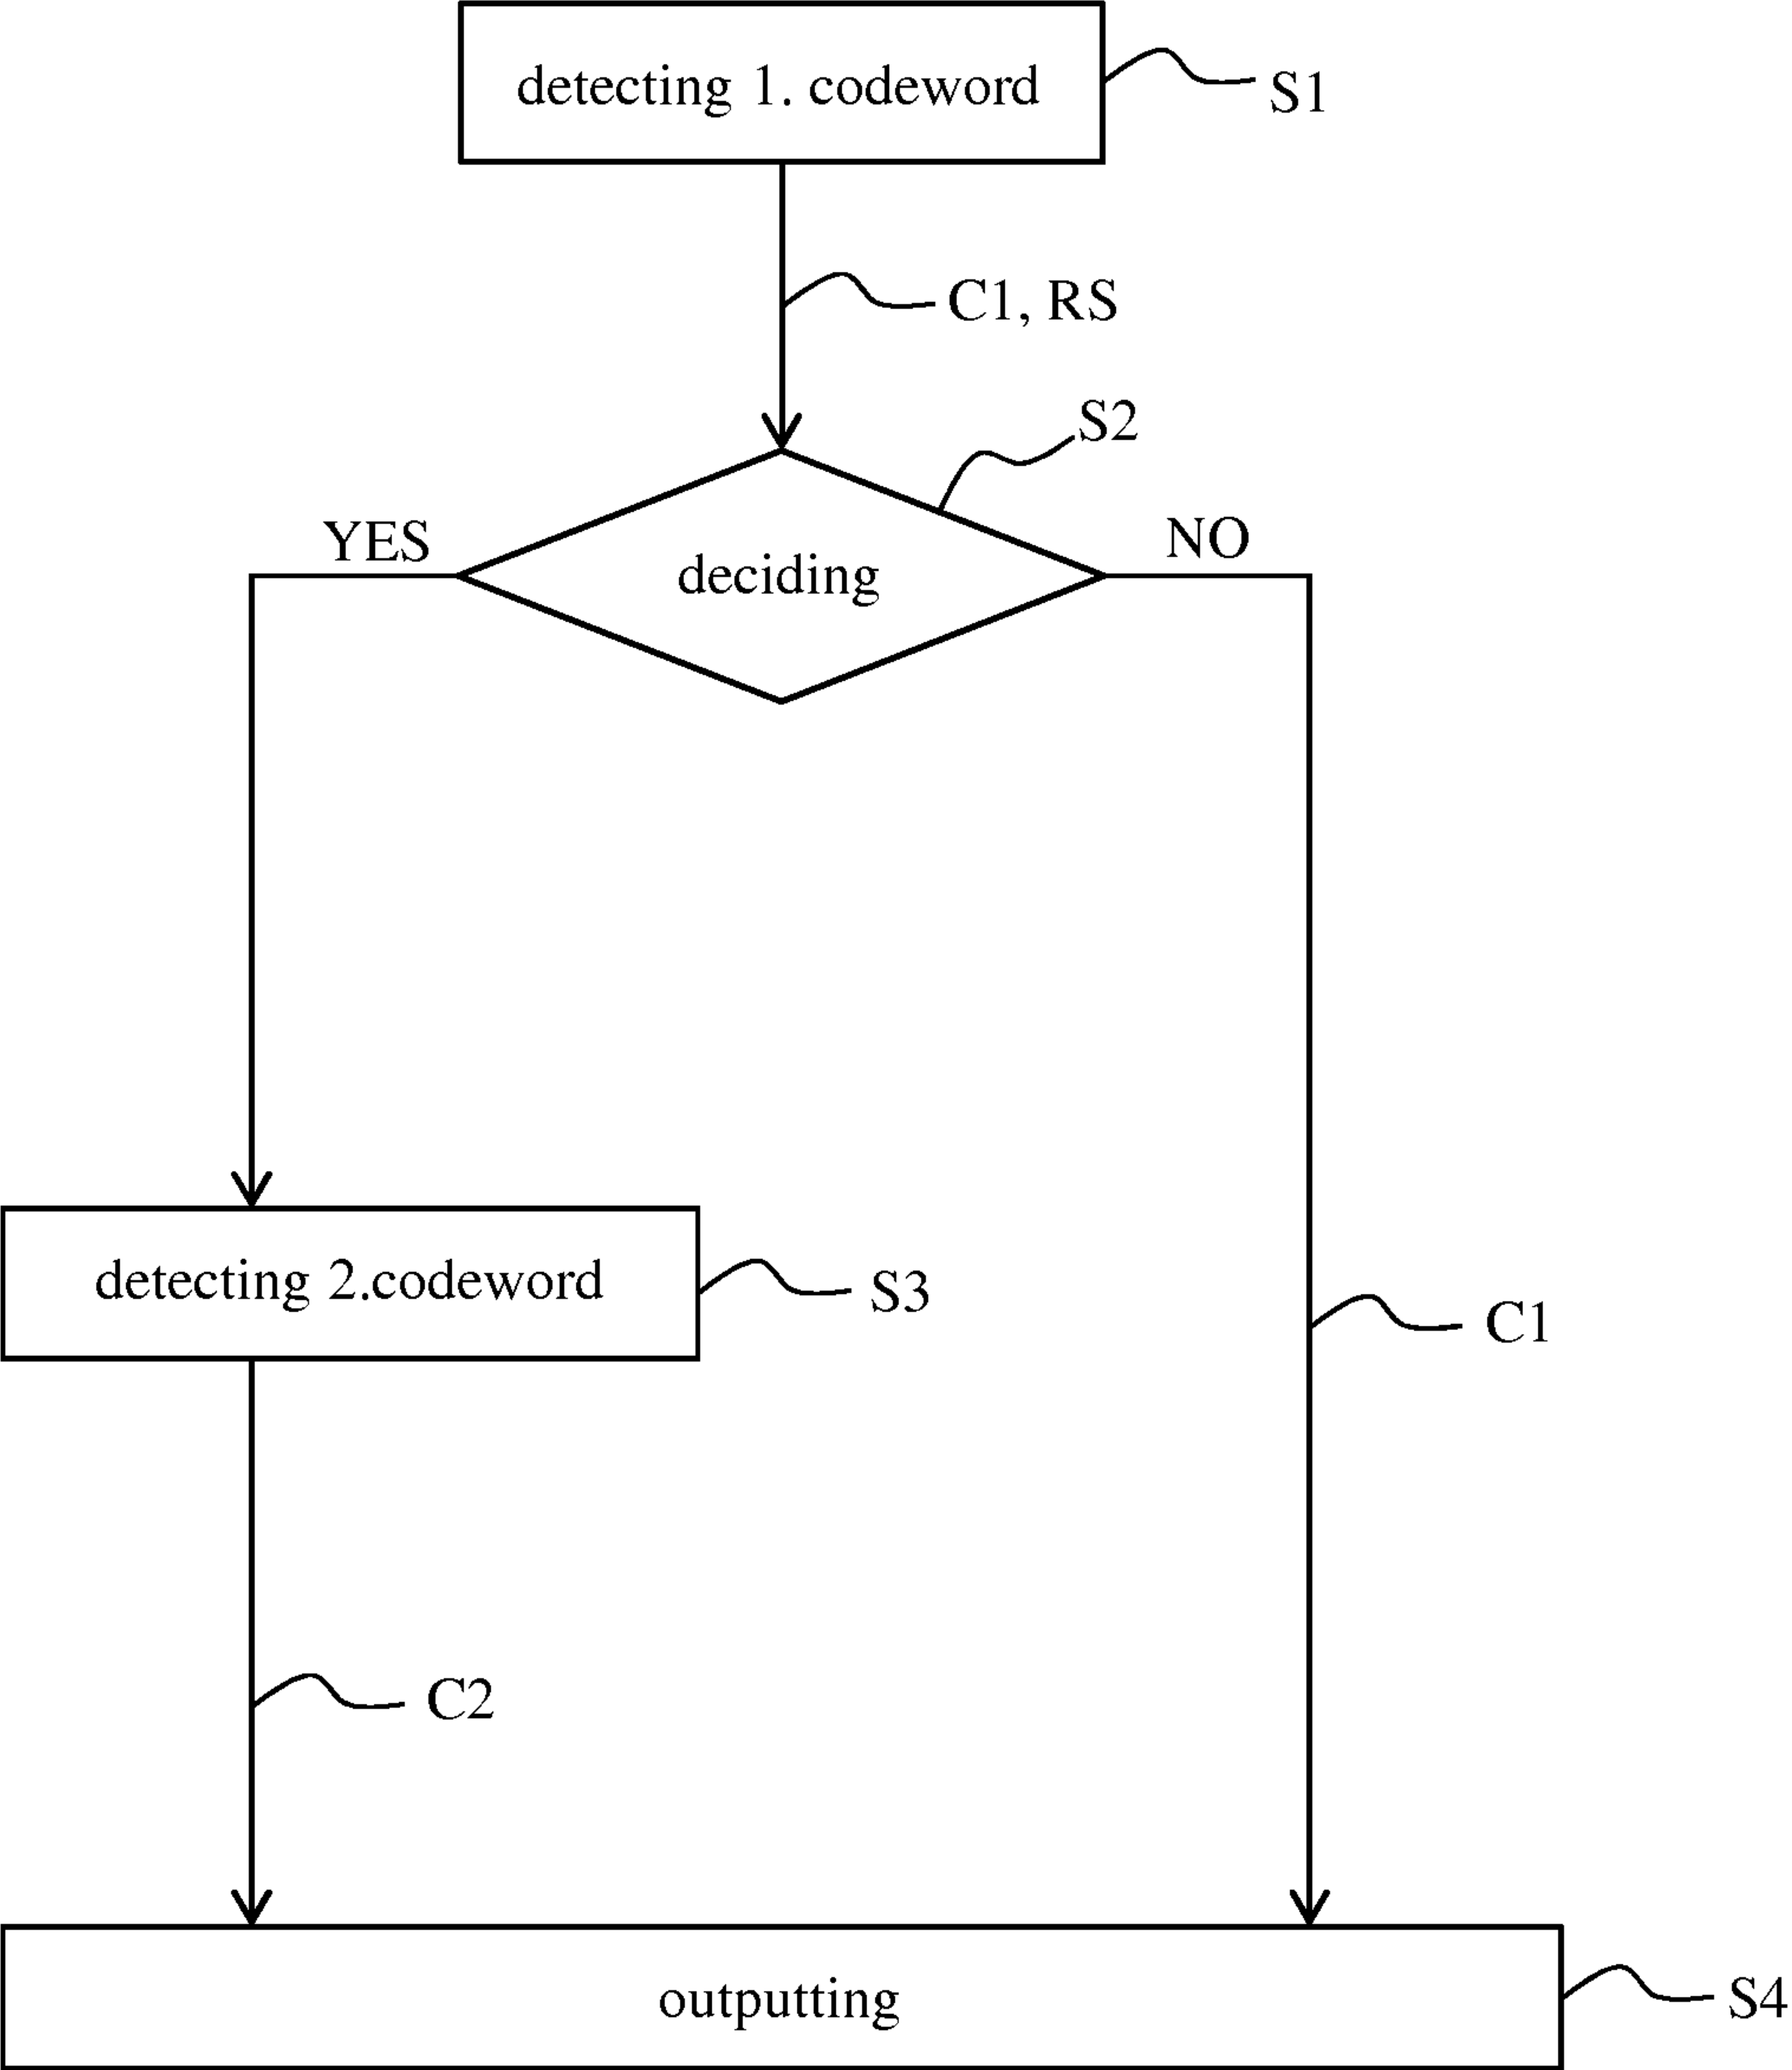 detecting 1. codeword
S1
C1, RS
S2
YES
NO
deciding
detecting 2.codeword
S3
C1
C2
outputting
S4